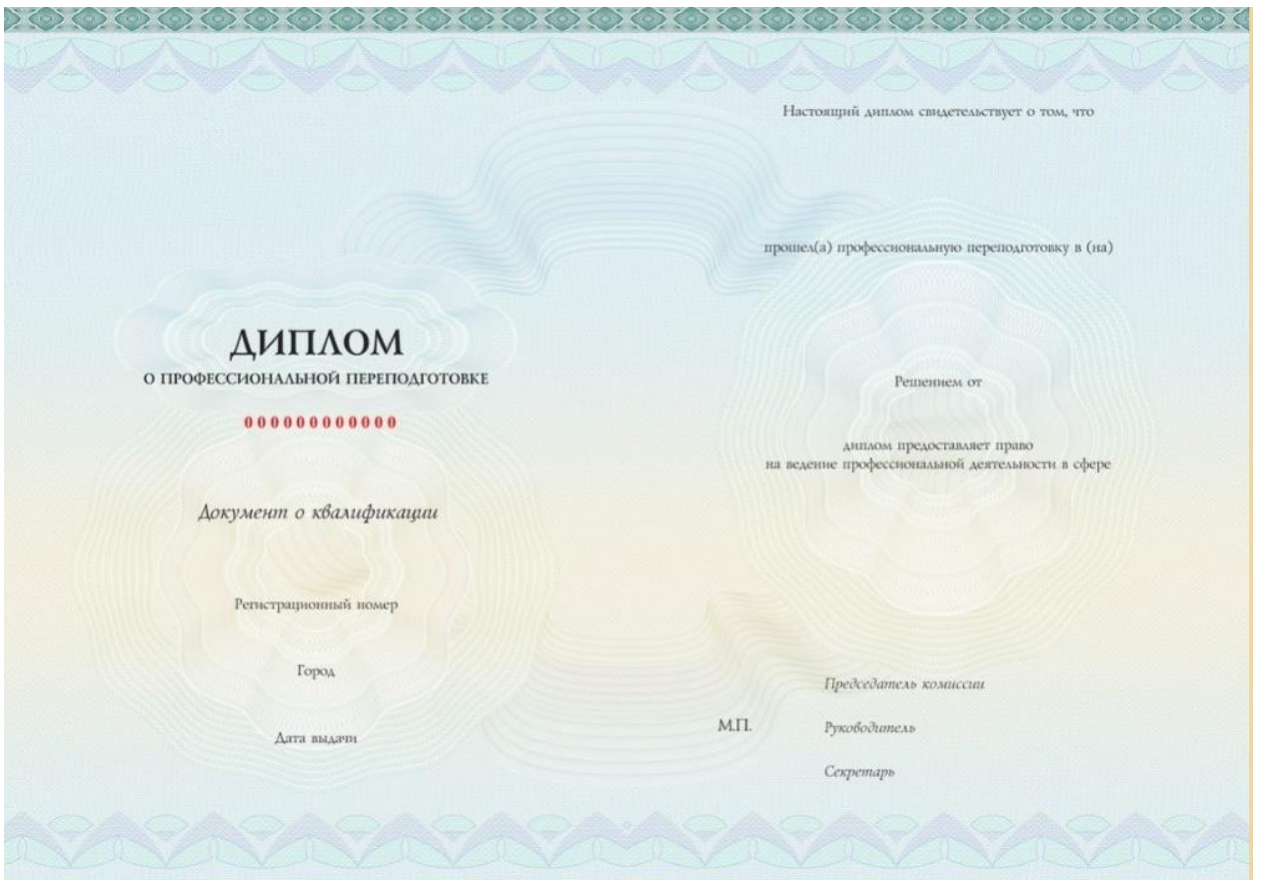 ДИПЛОМ
О ПРОФЕССИОНАЛЬНОЙ ПЕРЕПОДГОТОВКЕ
000000000000
Документ о квалификации
Регистрационный номер
Город
Дата выдачи
Настоящий диплом свидетельствует о том, что
прошел(а) профессиональную переподготовку в (на)
Решением от
диплом предоставляет право
на ведение профессиональной деятельности в сфере
М.П.
Председатель комиссии
Руководитель
Секретарь